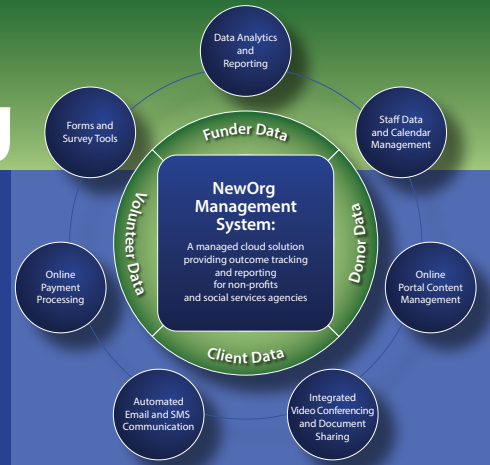 Data Analytics
and
Reporting
Forms and
Survey Tools
Staff Data
and Calendar
Management
Funder Data
Volunteer Data
Donor Data
NewOrg
Management
System:
A managed cloud solution
providing outcome tracking
and reporting
for non-profits
and social services agencies
Client Data
Online
Payment
Processing
Online
Portal Content
Management
Automated
Email and SMS
Communication
Integrated
Video Conferencing
and Document
Sharing